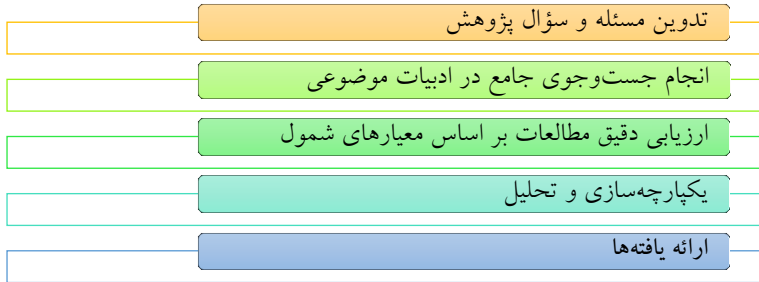 تدوین مسئله و سؤال پژوهش
انجام جست‌وجوی جامع در ادبیات موضوعی
ارزیابی دقیق مطالعات بر اساس معیارهای شمول
یکپارچه‌سازی و تحلیل
ارائه یافته‌ها